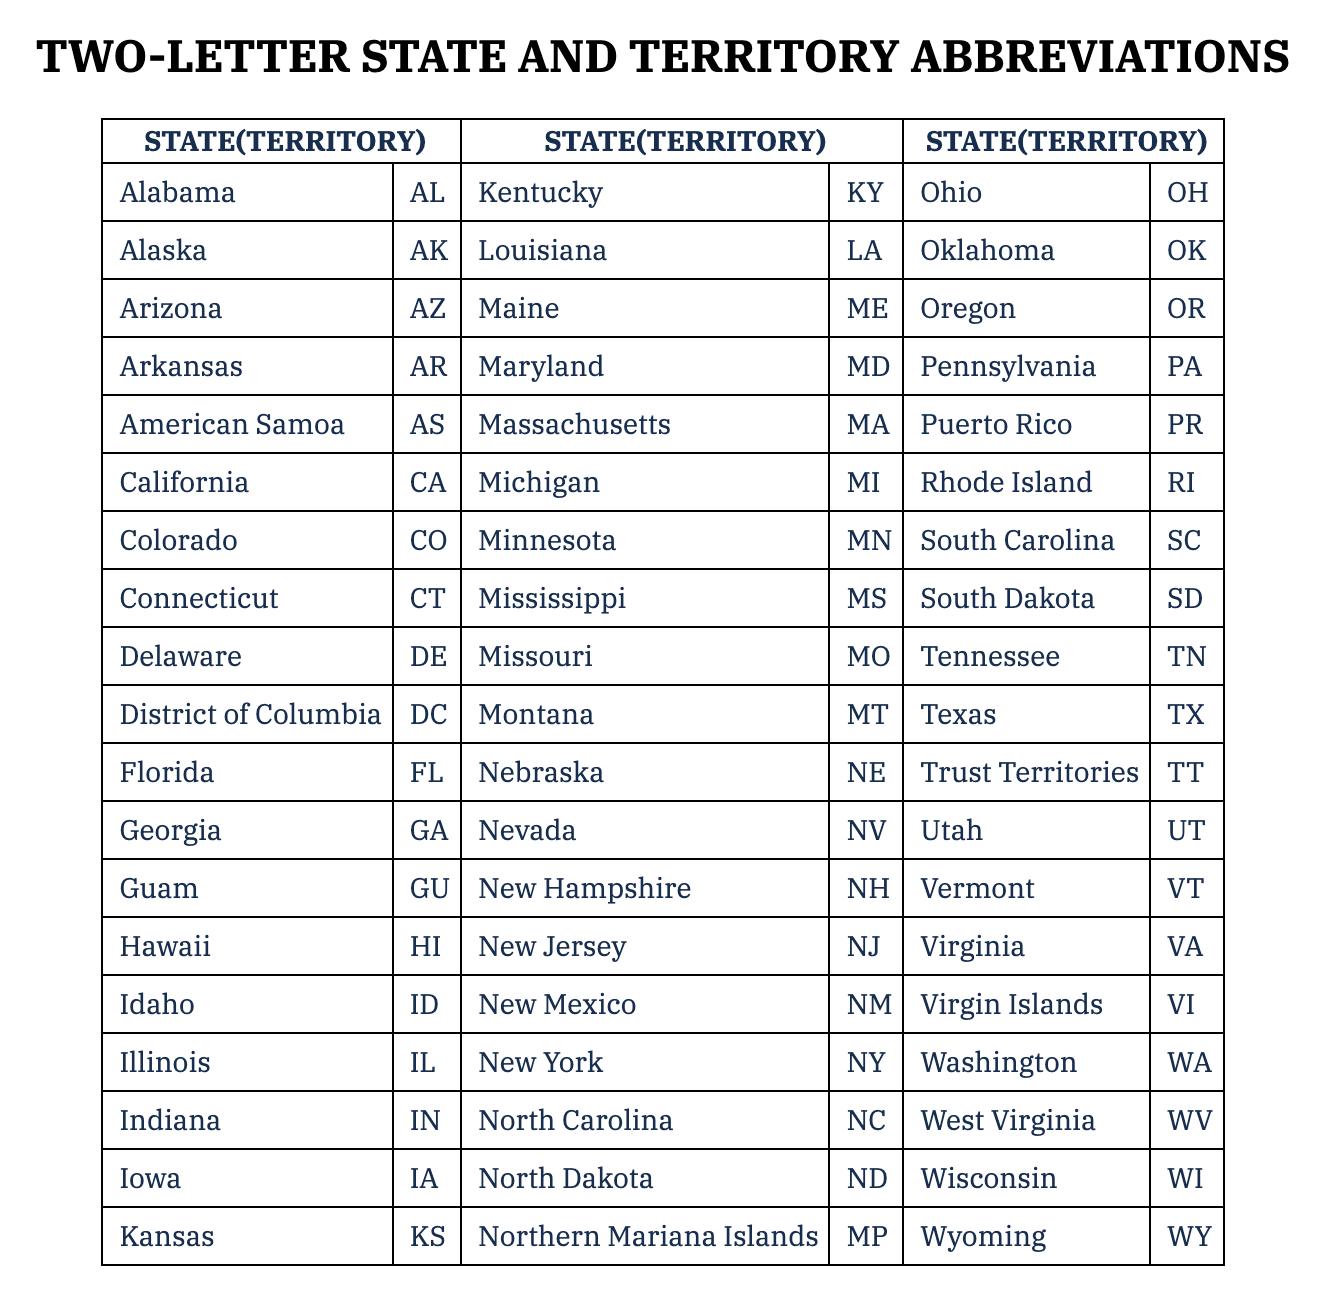 TWO-LETTER STATE AND TERRITORY ABBREVIATIONS
STATE(TERRITORY) STATE(TERRITORY) STATE(TERRITORY)
Alabama AL Kentucky KY Ohio OH
Alaska AK Louisiana LA Oklahoma OK
Arizona AZ Maine ME Oregon OR
Arkansas AR Maryland MD Pennsylvania PA
American Samoa AS Massachusetts MA Puerto Rico PR
California CA Michigan MI Rhode Island RI
Colorado CO Minnesota MN South Carolina SC
Connecticut CT Mississippi MS South Dakota SD
Delaware DE Missouri MO Tennessee TN
District of Columbia DC Montana MT Texas TX
Florida FL Nebraska NE Trust Territories TT
Georgia GA Nevada NV Utah UT
Guam GU New Hampshire NH Vermont VT
Hawaii HI New Jersey NJ Virginia VA
Idaho ID New Mexico NM Virgin Islands VI
Illinois IL New York NY Washington WA
Indiana IN North Carolina NC West Virginia WV
Iowa IA North Dakota ND Wisconsin WI
Kansas KS Northern Mariana Islands MP Wyoming WY